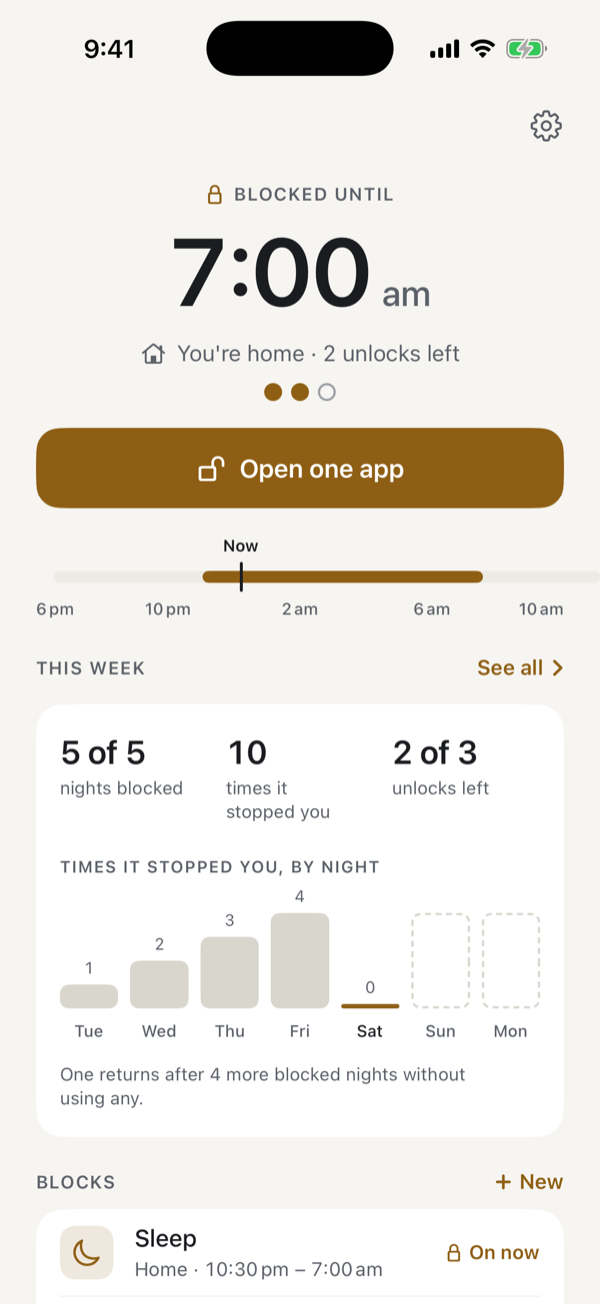 9:41
BLOCKED UNTIL
7:00 am
You're home · 2 unlocks left
Open one app
Now
6 pm 10 pm 2 am 6 am 10 am
THIS WEEK See all
5 of 5 10 2 of 3
nights blocked times it unlocks left
stopped you
TIMES IT STOPPED YOU, BY NIGHT
1 2 3 4 0
Tue Wed Thu Fri Sat Sun Mon
One returns after 4 more blocked nights without
using any.
BLOCKS + New
Sleep
Home · 10:30 pm – 7:00 am On now